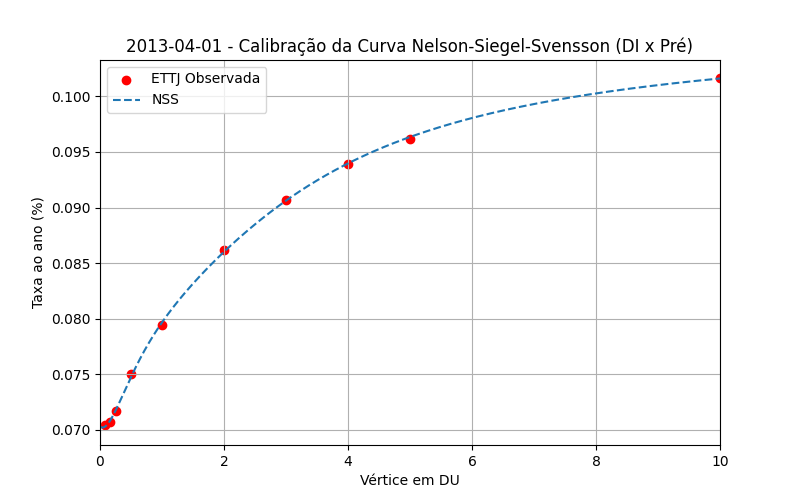 2013-04-01 - Calibração da Curva Nelson-Siegel-Svensson (DI x Pré)
ETTJ Observada
NSS
Taxa ao ano (%)
0.100
0.095
0.090
0.085
0.080
0.075
0.070
0 2 4 6 8 10
Vértice em DU